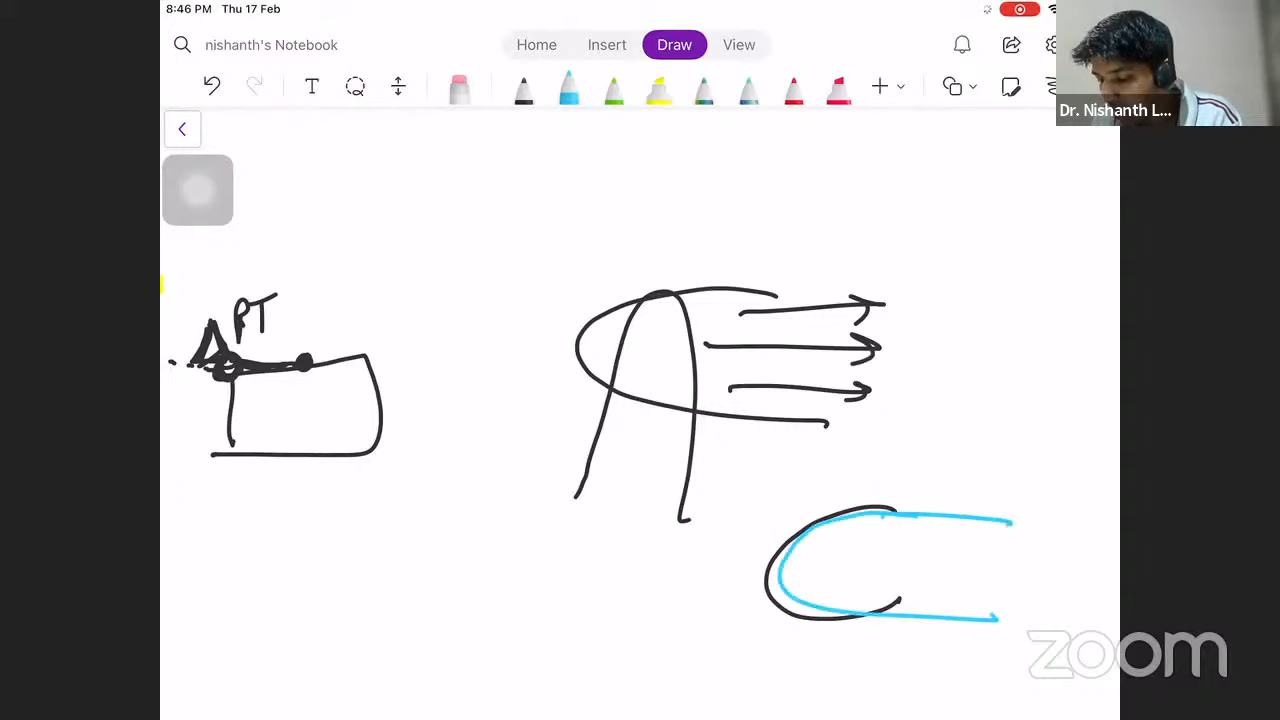 8:46 PM Thu 17 Feb
nishanth's Notebook
Home Insert Draw View
T
Dr. Nishanth L...
PT
zoom